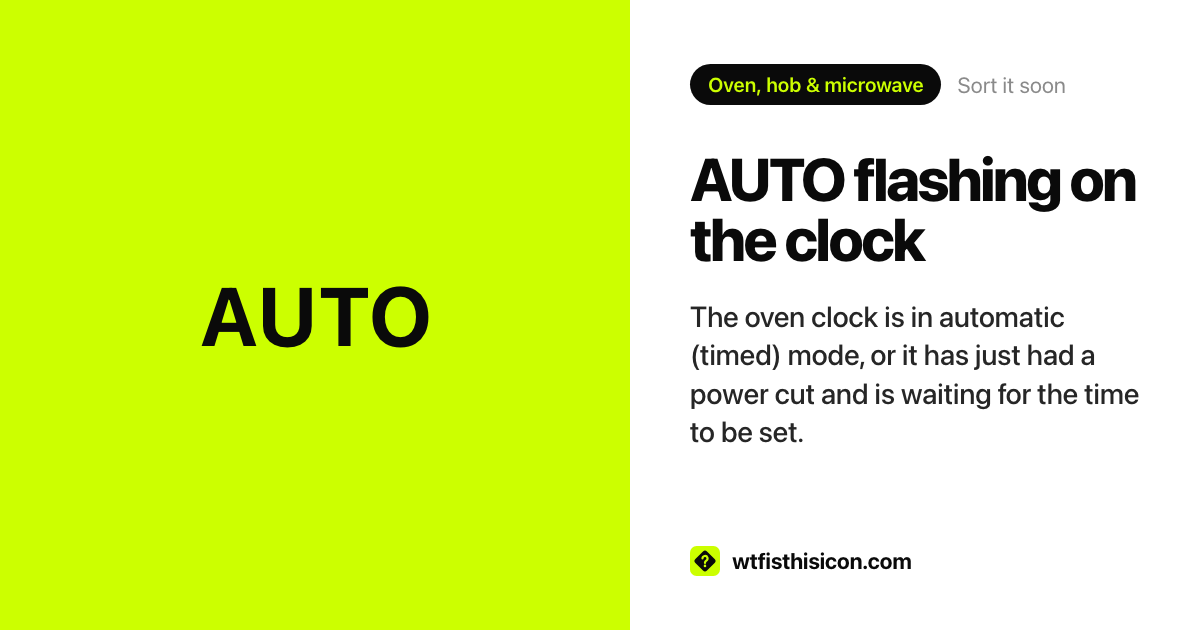 AUTO
Oven, hob & microwave
Sort it soon
AUTO flashing on
the clock
The oven clock is in automatic
(timed) mode, or it has just had a
power cut and is waiting for the time
to be set.
?
wtfisthisicon.com